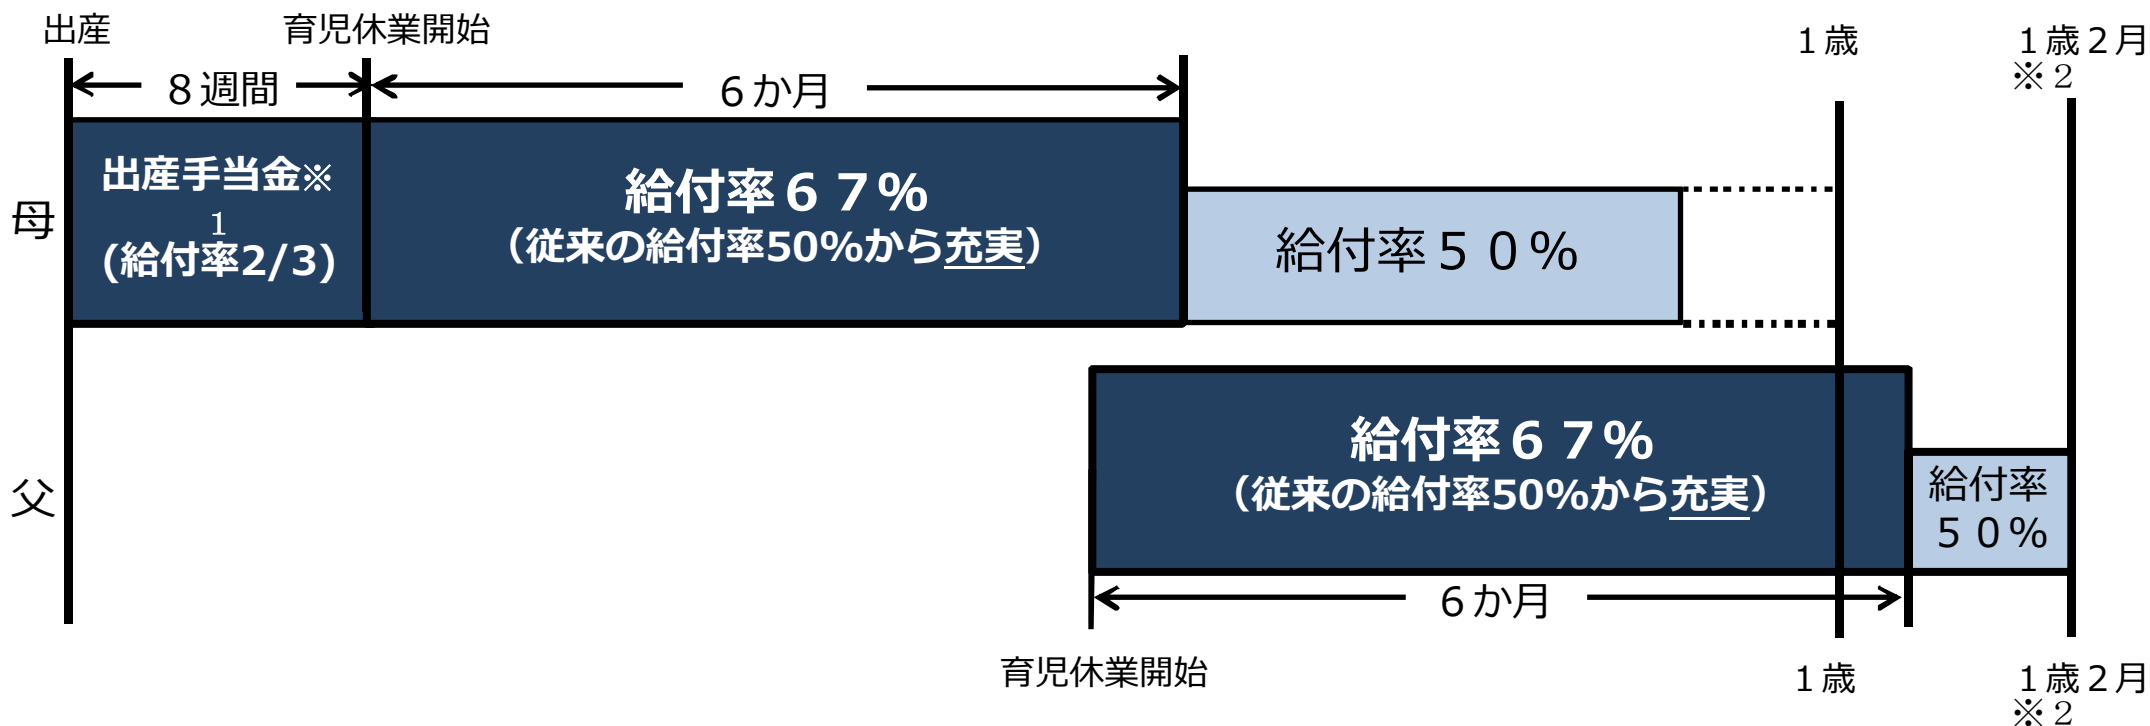 出産
育児休業開始
１歳
１歳２月
※２
８週間
６か月
母
出産手当金※
１
(給付率2/3)
給付率６７%
（従来の給付率50%から充実）
給付率５０%
父
給付率６７%
（従来の給付率50%から充実）
給付率
５０%
６か月
育児休業開始
１歳
１歳２月
※２